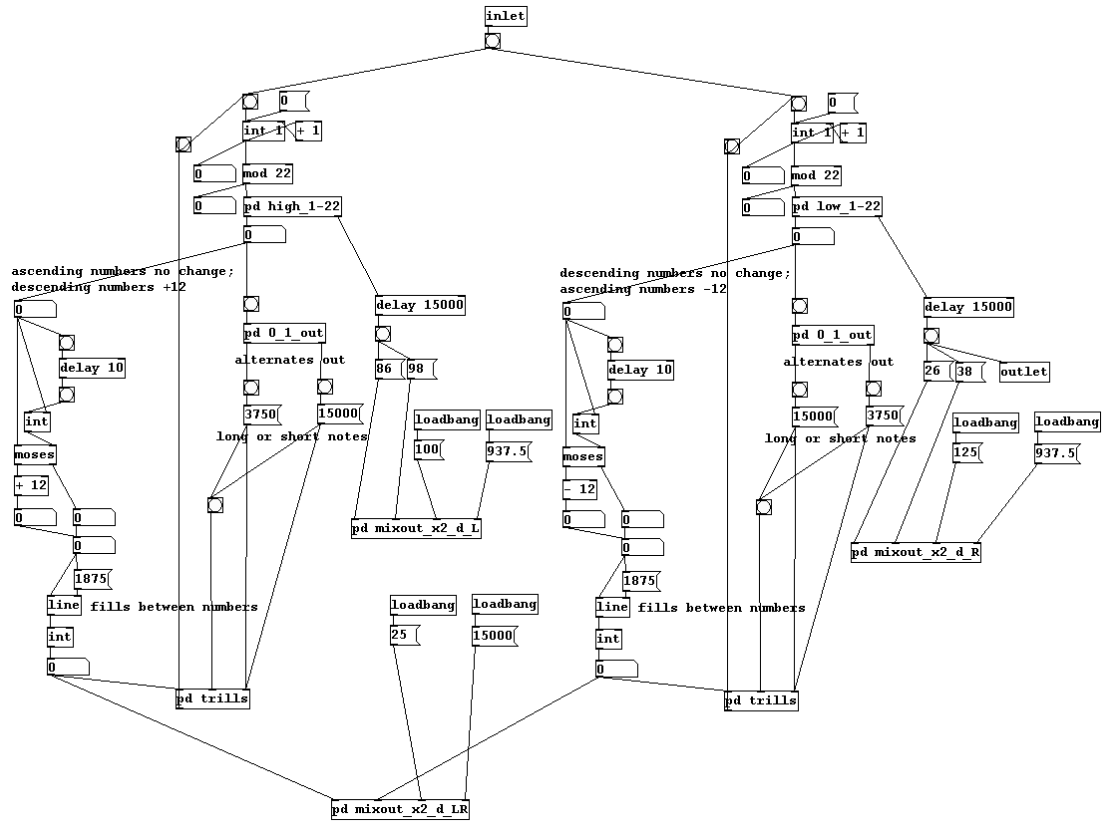 inlet
0
0
int 1
+ 1
int 1
+ 1
0
mod 22
0
mod 22
0
pd high_1-22
0
pd low_1-22
0
0
ascending numbers no change;
descending numbers +12
descending numbers no change;
ascending numbers -12
0
delay 15000
0
delay 15000
pd 0_1_out
pd 0_1_out
alternates out
alternates out
delay 10
86
98
delay 10
26
38
outlet
3750
15000
15000
3750
int
loadbang
loadbang
int
loadbang
loadbang
long or short notes
long or short notes
moses
100
937.5
moses
125
937.5
+ 12
- 12
0
0
pd mixout_x2_d_L
0
0
0
0
pd mixout_x2_d_R
1875
1875
line
fills between numbers
loadbang
loadbang
line
fills between numbers
int
25
15000
int
0
0
pd trills
pd trills
pd mixout_x2_d_LR